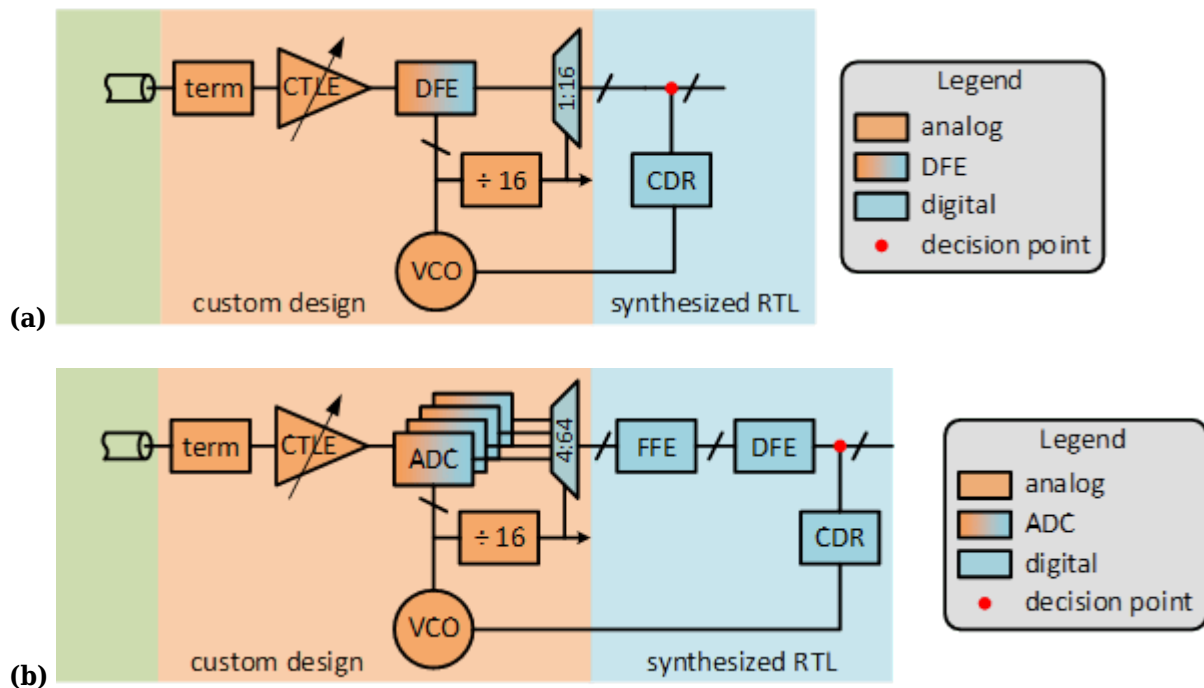 term
CTLE
DFE
1:16
÷ 16
CDR
VCO
custom design
synthesized RTL
(a)
Legend
analog
DFE
digital
decision point
term
CTLE
ADC
4:64
FFE
DFE
÷ 16
CDR
VCO
custom design
synthesized RTL
(b)
Legend
analog
ADC
digital
decision point